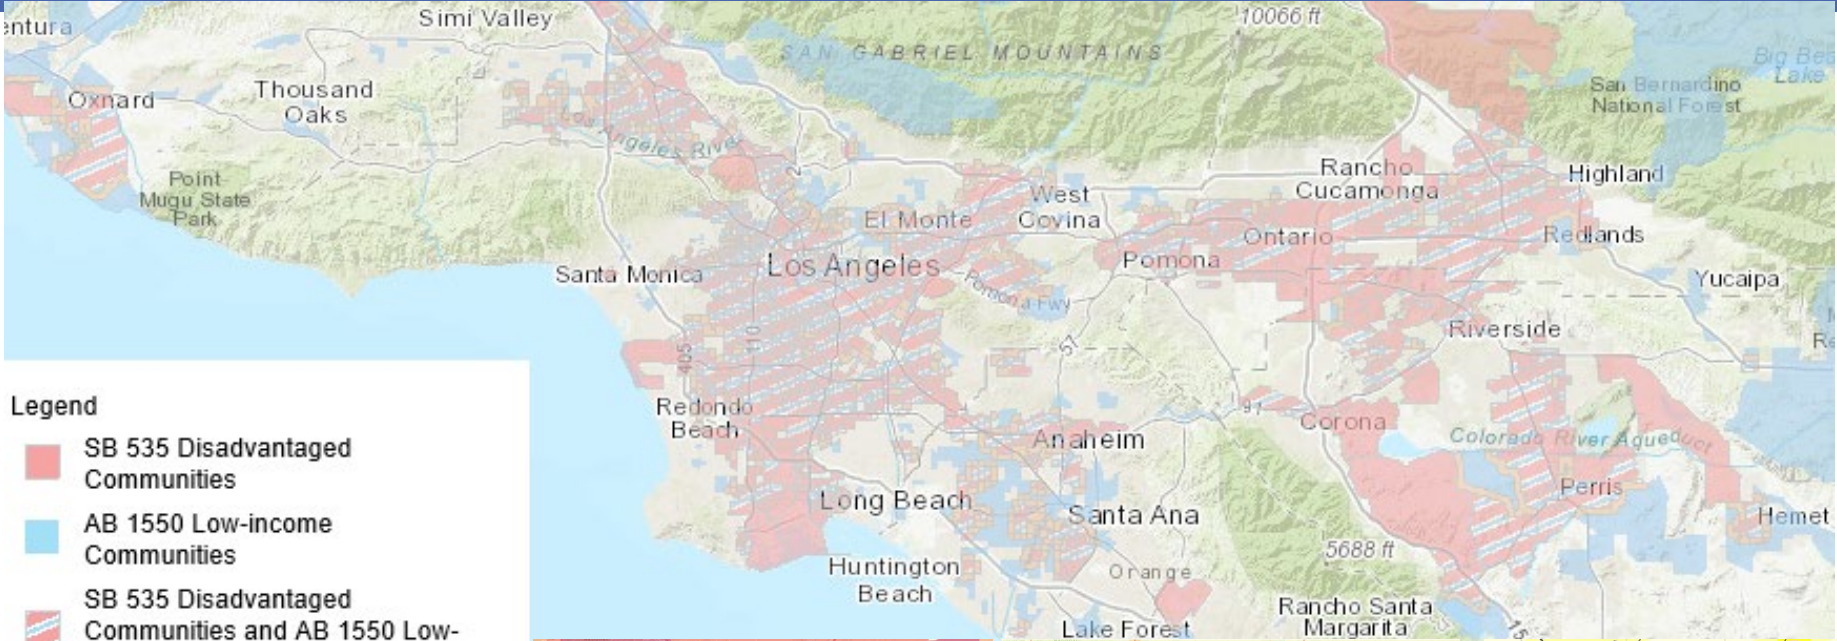 Simi Valley
10066 ft
entura
SAN GABRIEL MOUNTAINS
Big Bea
Lake
San Bernardino
National Forest
Oxnard
Thousand
Oaks
Los Angeles River
2
Point
Mugu State
Park
Rancho
Cucamonga
Highland
West
Covina
El Monte
Ontario
Redlands
Santa Monica
Los Angeles
Pomona
Pomona Fwy
Yucaipa
110
405
57
Riverside
Re
Legend
SB 535 Disadvantaged
Communities
AB 1550 Low-income
Communities
SB 535 Disadvantaged
Communities and AB 1550 Low-
Redondo
Beach
91
Corona
Anaheim
Colorado River Aqueduct
Long Beach
Santa Ana
Perris
Hemet
5688 ft
Huntington
Beach
Orange
Rancho Santa
Margarita
Lake Forest
15